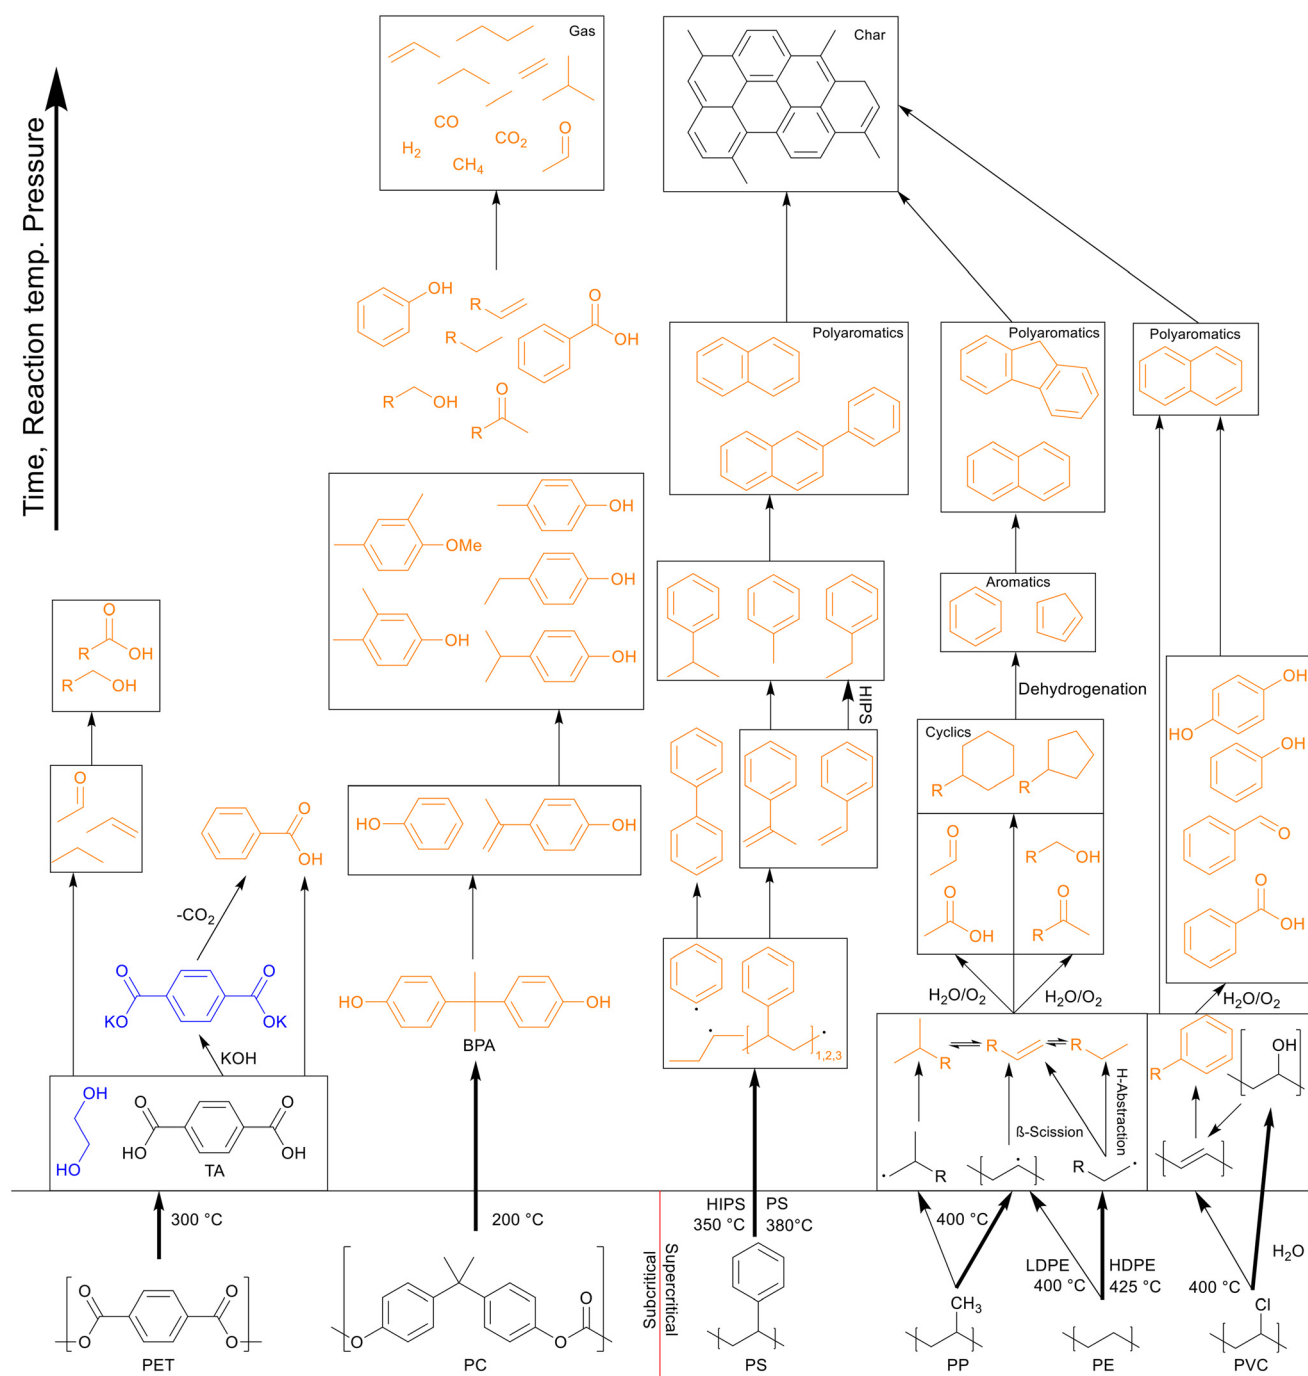 Gas
CO
H2
CO2
CH4
O
Char
Time, Reaction temp. Pressure
OH
R
O
OH
R
R
OH
O
R
Polyaromatics
Polyaromatics
Polyaromatics
OMe
OH
OH
OH
OH
O
R
OH
R
OH
O
O
OH
-CO2
HO
OH
HIPS
Aromatics
Dehydrogenation
Cyclics
R
R
O
R
OH
O
OH
O
R
OH
HO
OH
O
O
OH
O
KO
O
OK
KOH
HO
OH
BPA
1,2,3
H2O/O2
H2O/O2
H2O/O2
R
R
R
H-Abstraction
ß-Scission
R
R
R
OH
OH
HO
O
HO
O
OH
TA
300 °C
200 °C
HIPS
350 °C
PS
380°C
400 °C
LDPE
400 °C
HDPE
425 °C
400 °C
H2O
Subcritical
Supercritical
O
O
O
O
PET
O
O
O
PC
PS
CH3
PP
PE
Cl
PVC